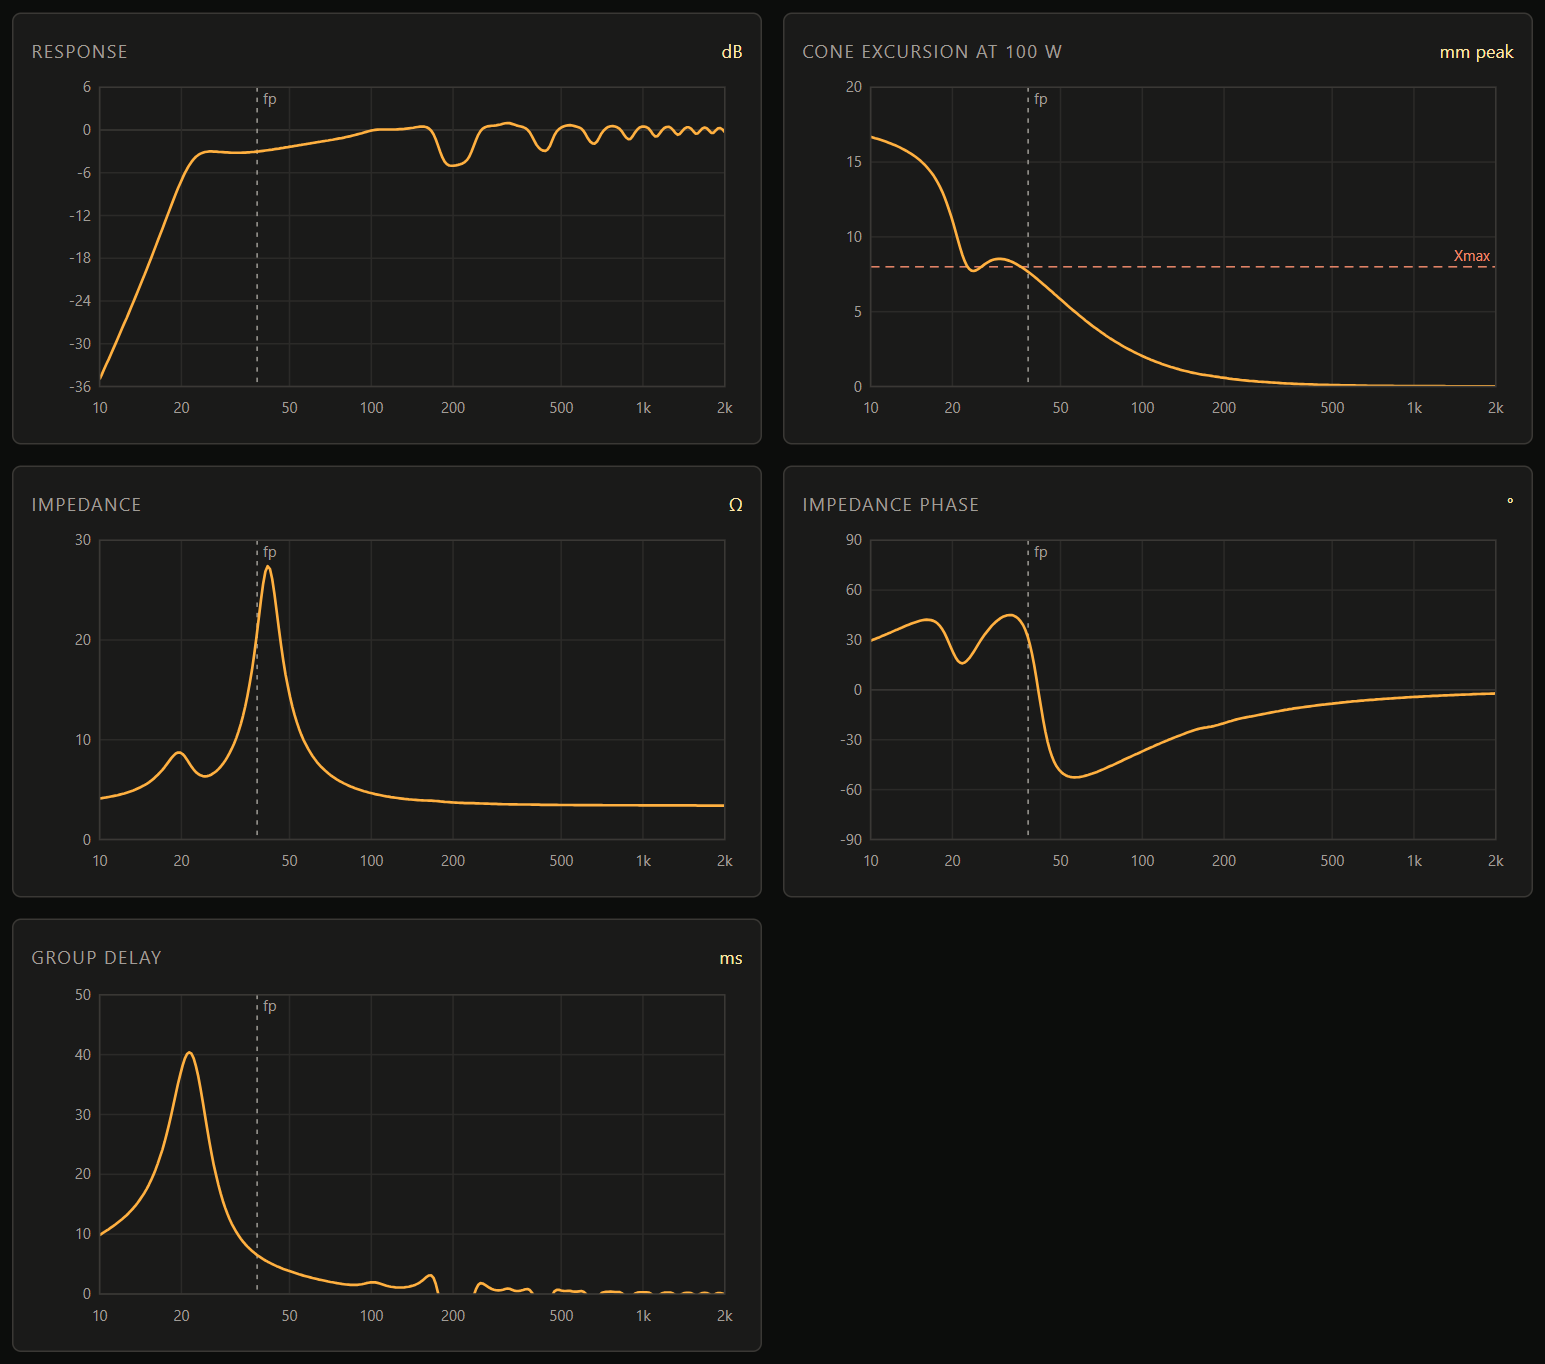 RESPONSE dB
6
fp
0
-6
-12
-18
-24
-30
-36
10 20 50 100 200 500 1k 2k
CONE EXCURSION AT 100 W mm peak
20
fp
15
10
Xmax
5
0
10 20 50 100 200 500 1k 2k
IMPEDANCE Ω
30
fp
20
10
0
10 20 50 100 200 500 1k 2k
IMPEDANCE PHASE °
90
fp
60
30
0
-30
-60
-90
10 20 50 100 200 500 1k 2k
GROUP DELAY ms
50
fp
40
30
20
10
0
10 20 50 100 200 500 1k 2k